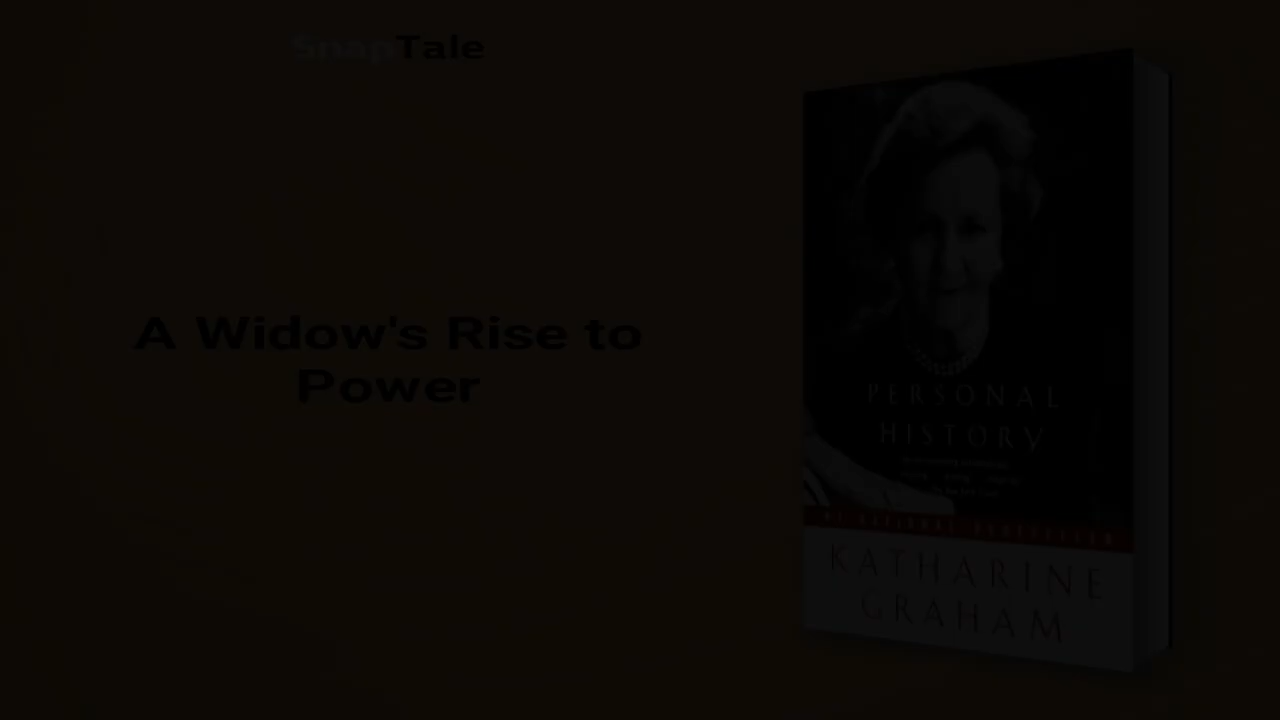 SnapTale
A Widow's Rise to
Power
PERSONAL
HISTORY
KATHARINE
GRAHAM